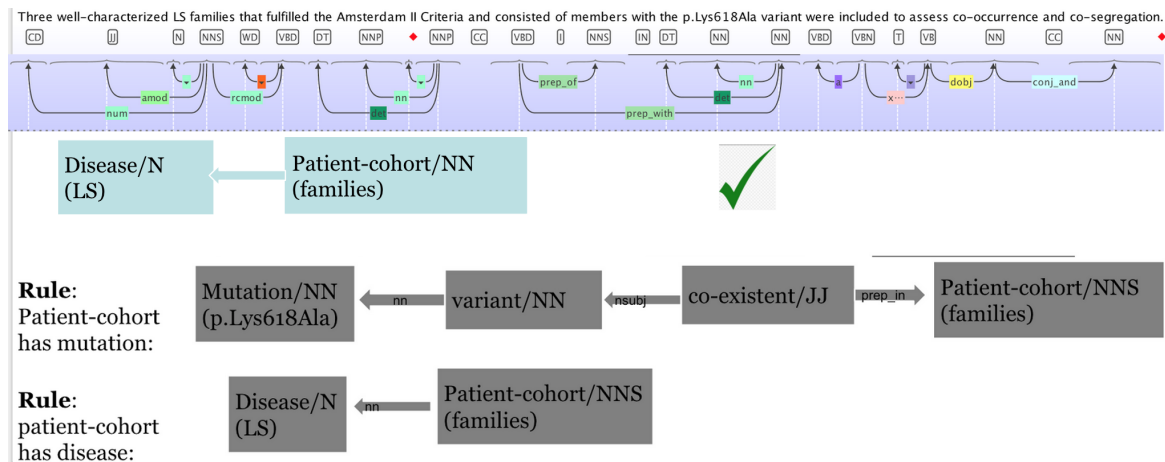 Three well-characterized LS families that fulfilled the Amsterdam II Criteria and consisted of members with the p.Lys618Ala variant were included to assess co-occurrence and co-segregation.
CD JJ N NNS WD VBD DT NNP NNP CC VBD I NNS IN DT NN NN VBD VBN T VB NN CC NN
prep_of nn a dobj conj_and
amod rcmod nn det x...
num det prep_with
Disease/N
(LS)
Patient-cohort/NN
(families)
Rule:
Patient-cohort
has mutation:
Mutation/NN
(p.Lys618Ala)
nn
variant/NN
nsubj
co-existent/JJ
prep_in
Patient-cohort/NNS
(families)
Rule:
patient-cohort
has disease:
Disease/N
(LS)
nn
Patient-cohort/NNS
(families)